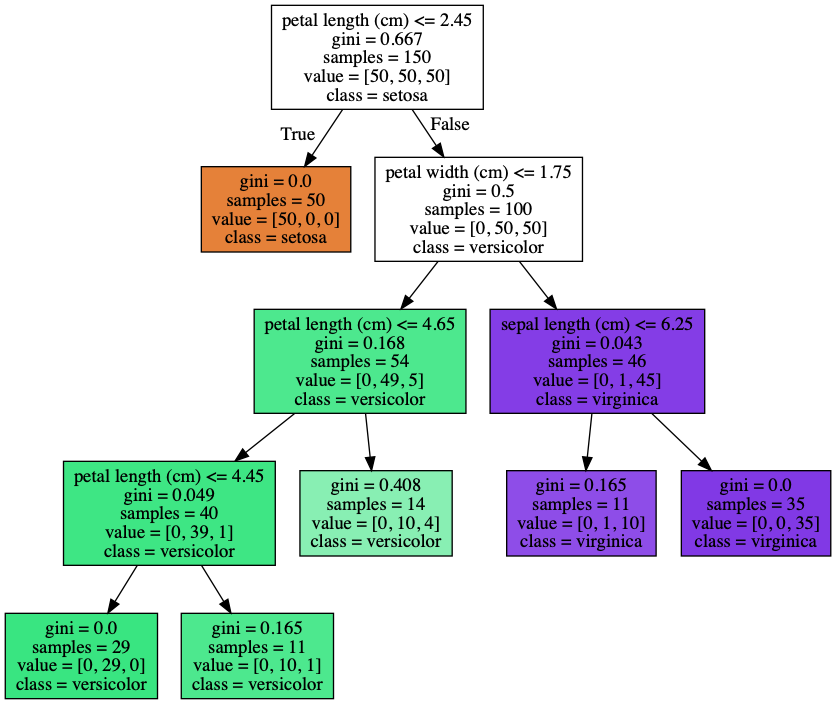 petal length (cm) <= 2.45
gini = 0.667
samples = 150
value = [50, 50, 50]
class = setosa
True
False
gini = 0.0
samples = 50
value = [50, 0, 0]
class = setosa
petal width (cm) <= 1.75
gini = 0.5
samples = 100
value = [0, 50, 50]
class = versicolor
petal length (cm) <= 4.65
gini = 0.168
samples = 54
value = [0, 49, 5]
class = versicolor
sepal length (cm) <= 6.25
gini = 0.043
samples = 46
value = [0, 1, 45]
class = virginica
petal length (cm) <= 4.45
gini = 0.049
samples = 40
value = [0, 39, 1]
class = versicolor
gini = 0.408
samples = 14
value = [0, 10, 4]
class = versicolor
gini = 0.165
samples = 11
value = [0, 1, 10]
class = virginica
gini = 0.0
samples = 35
value = [0, 0, 35]
class = virginica
gini = 0.0
samples = 29
value = [0, 29, 0]
class = versicolor
gini = 0.165
samples = 11
value = [0, 10, 1]
class = versicolor